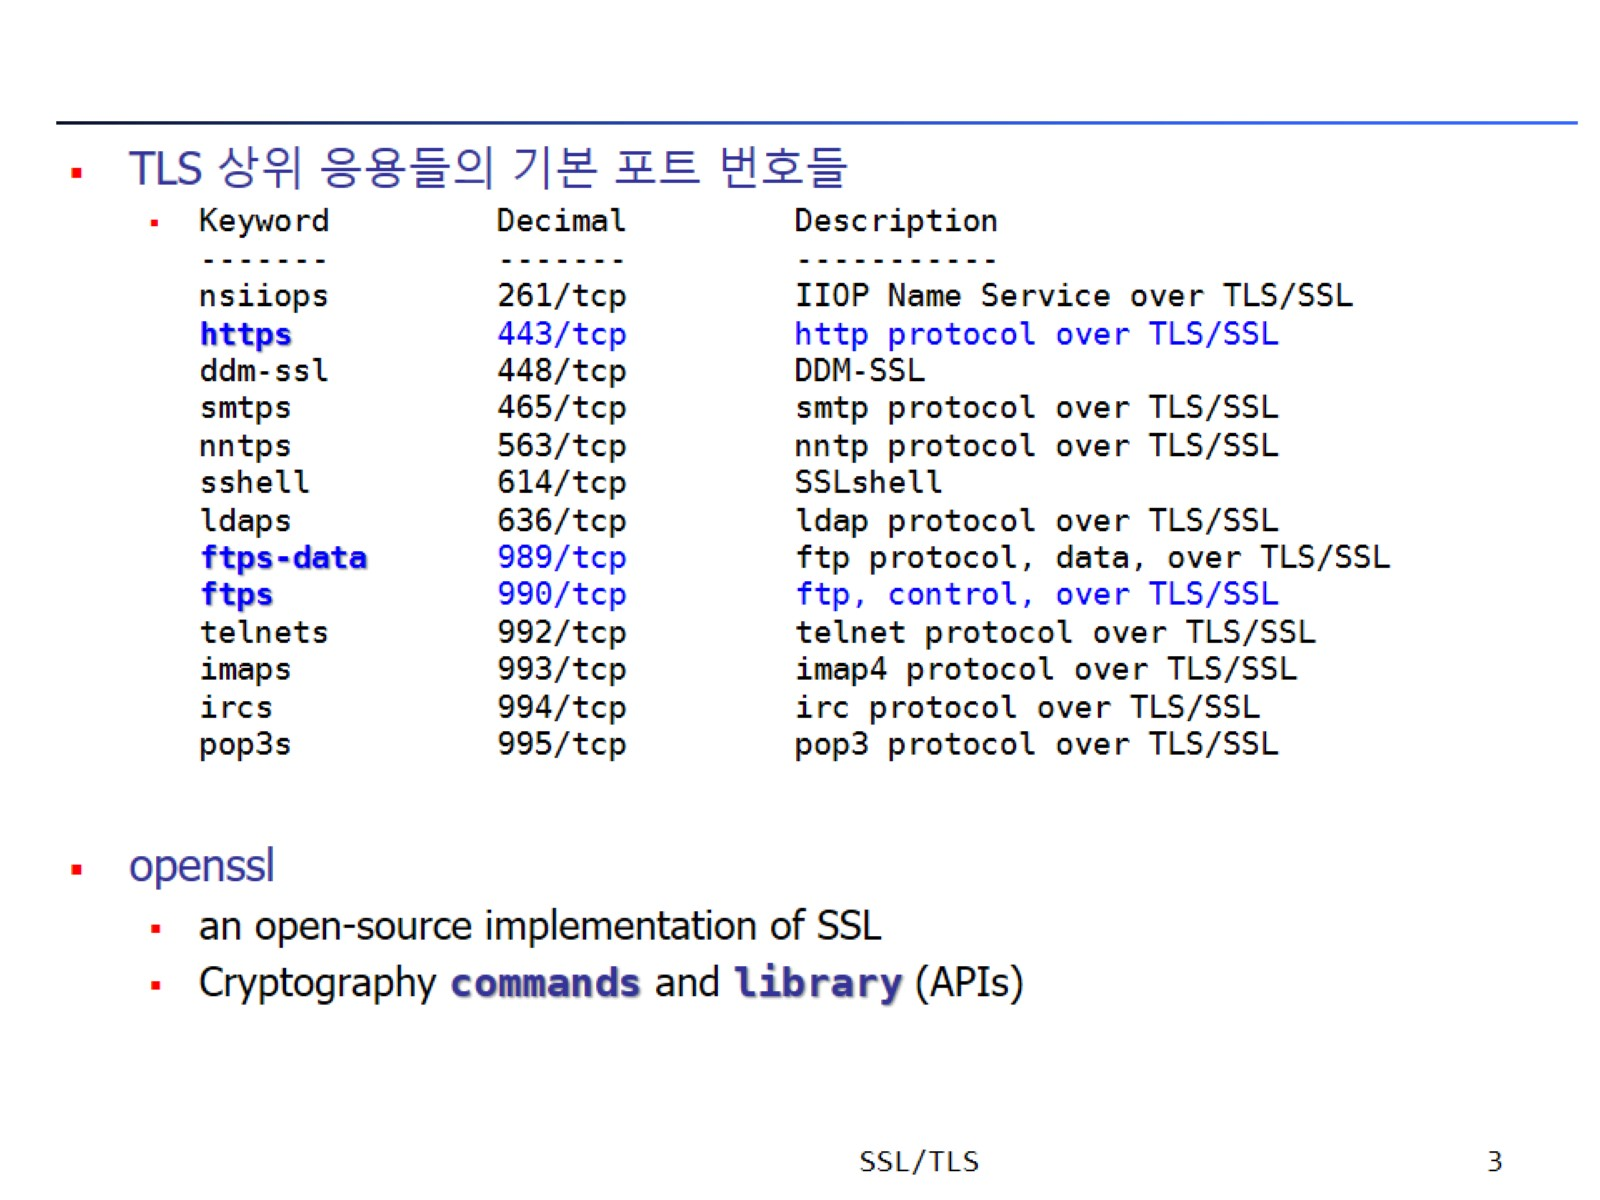 TLS 상위 응용들의 기본 포트 번호들
Keyword Decimal Description
------- ------- -----------
nsiiops 261/tcp IIOP Name Service over TLS/SSL
https 443/tcp http protocol over TLS/SSL
ddm-ssl 448/tcp DDM-SSL
smtps 465/tcp smtp protocol over TLS/SSL
nntps 563/tcp nntp protocol over TLS/SSL
sshell 614/tcp SSLshell
ldaps 636/tcp ldap protocol over TLS/SSL
ftps-data 989/tcp ftp protocol, data, over TLS/SSL
ftps 990/tcp ftp, control, over TLS/SSL
telnets 992/tcp telnet protocol over TLS/SSL
imaps 993/tcp imap4 protocol over TLS/SSL
ircs 994/tcp irc protocol over TLS/SSL
pop3s 995/tcp pop3 protocol over TLS/SSL
openssl
an open-source implementation of SSL
Cryptography commands and library (APIs)
SSL/TLS 3